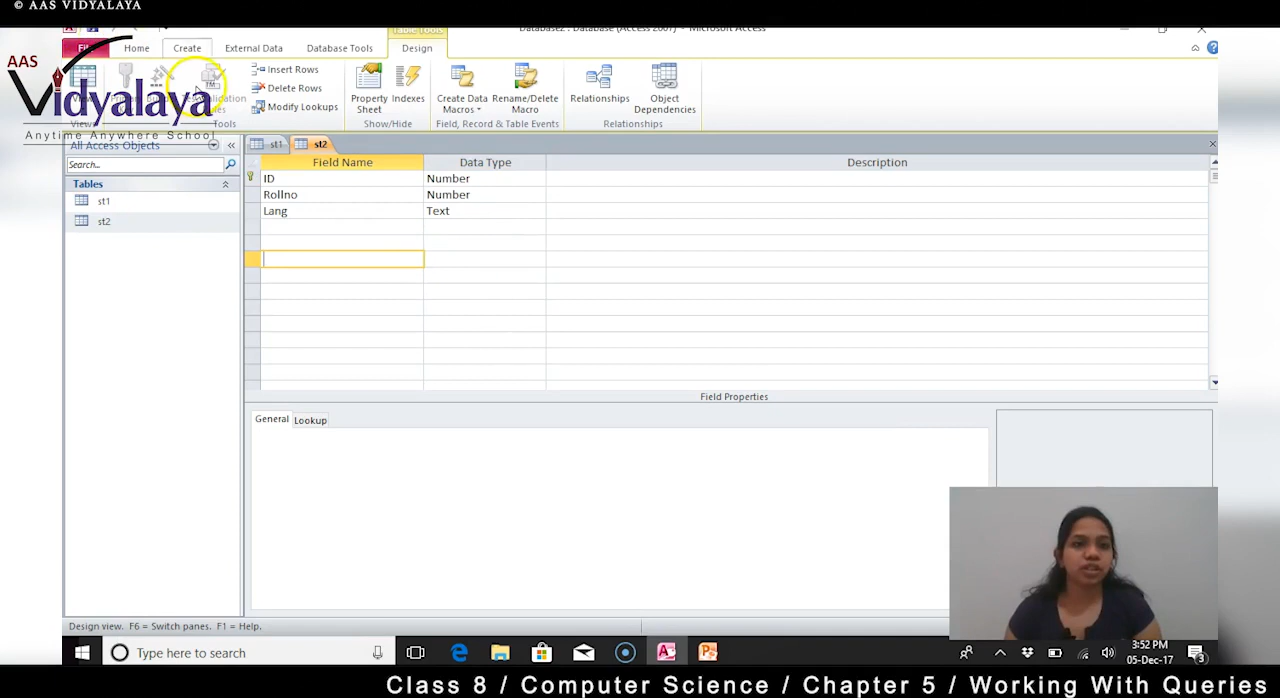 © AAS VIDYALAYA
Database2 : Database (Access 2007) - Microsoft Access
Table Tools
File Home Create External Data Database Tools Design
AAS
Vidyalaya
Anytime Anywhere School
Views
Insert Rows
Delete Rows
Modify Lookups
Tools
Property Sheet
Indexes
Show/Hide
Create Data Macros
Rename/Delete Macro
Field, Record & Table Events
Relationships
Object Dependencies
Relationships
All Access Objects
Search...
Tables
st1
st2
st1 st2
Field Name Data Type Description
ID Number
Rollno Number
Lang Text
Field Properties
General Lookup
Design view. F6 = Switch panes. F1 = Help.
Type here to search
3:52 PM
05-Dec-17
3
Class 8 / Computer Science / Chapter 5 / Working With Queries